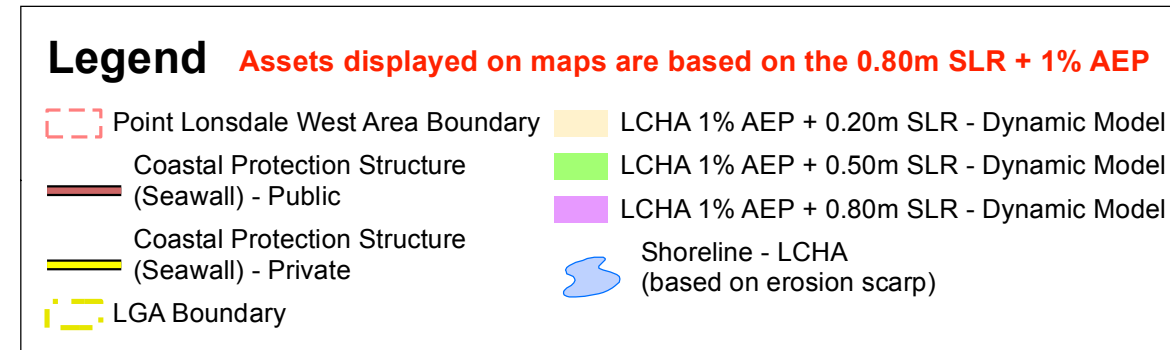 Legend Assets displayed on maps are based on the 0.80m SLR + 1% AEP
Point Lonsdale West Area Boundary
Coastal Protection Structure
(Seawall) - Public
Coastal Protection Structure
(Seawall) - Private
LGA Boundary
LCHA 1% AEP + 0.20m SLR - Dynamic Model
LCHA 1% AEP + 0.50m SLR - Dynamic Model
LCHA 1% AEP + 0.80m SLR - Dynamic Model
Shoreline - LCHA
(based on erosion scarp)